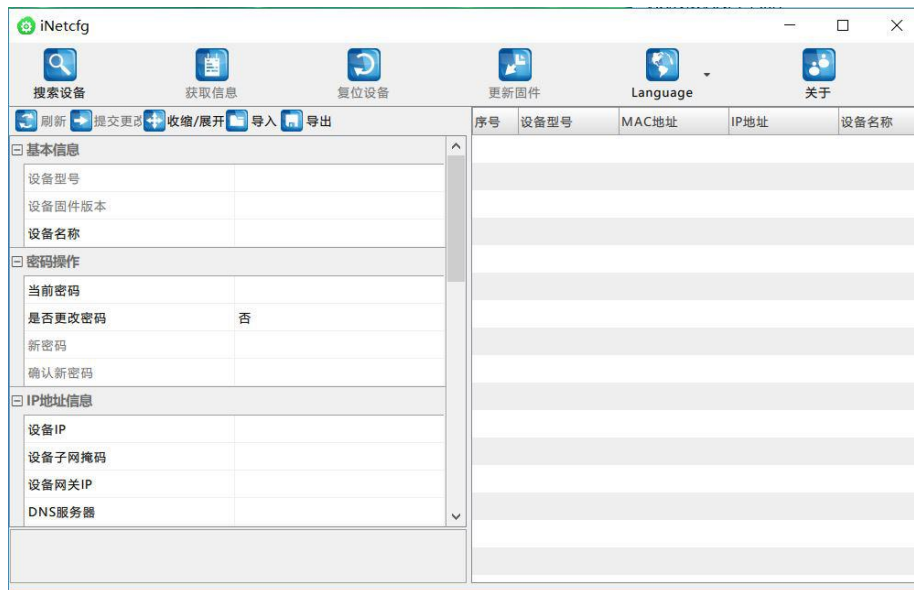 iNetcfg
搜索设备 获取信息 复位设备 更新固件 Language 关于
刷新 提交更改 收缩/展开 导入 导出
序号 设备型号 MAC地址 IP地址 设备名称
基本信息
设备型号
设备固件版本
设备名称
密码操作
当前密码
是否更改密码 否
新密码
确认新密码
IP地址信息
设备IP
设备子网掩码
设备网关IP
DNS服务器